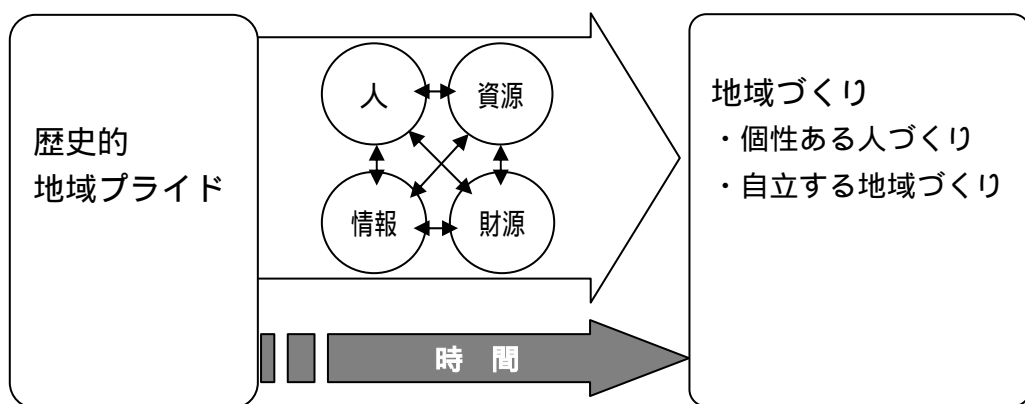 歴史的
地域プライド
人
資源
情報
財源
時 間
地域づくり
・個性ある人づくり
・自立する地域づくり